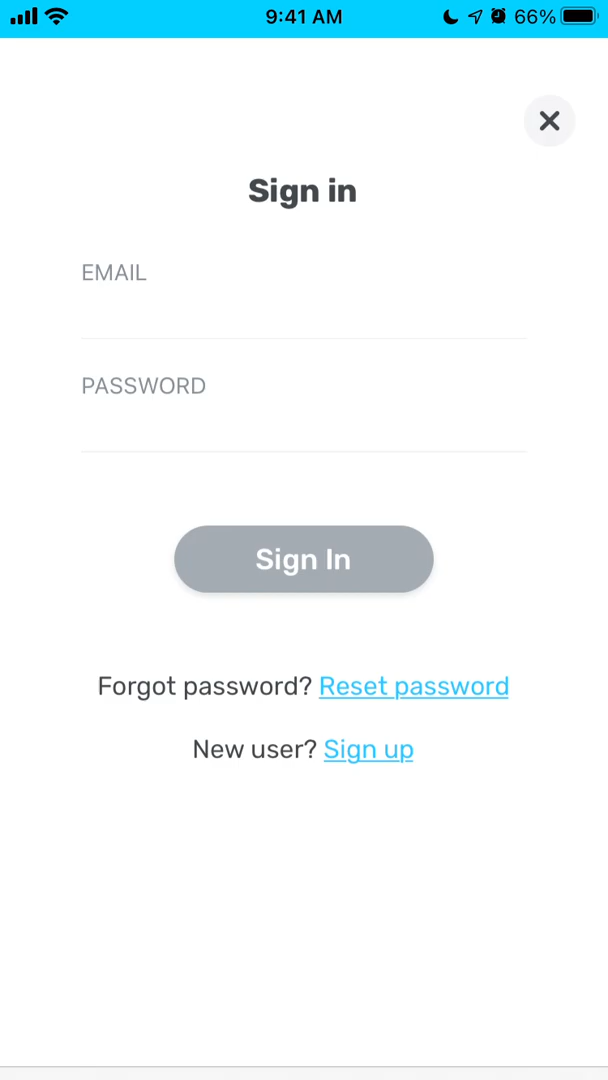 9:41 AM
66%
Sign in
EMAIL
PASSWORD
Sign In
Forgot password? Reset password
New user? Sign up